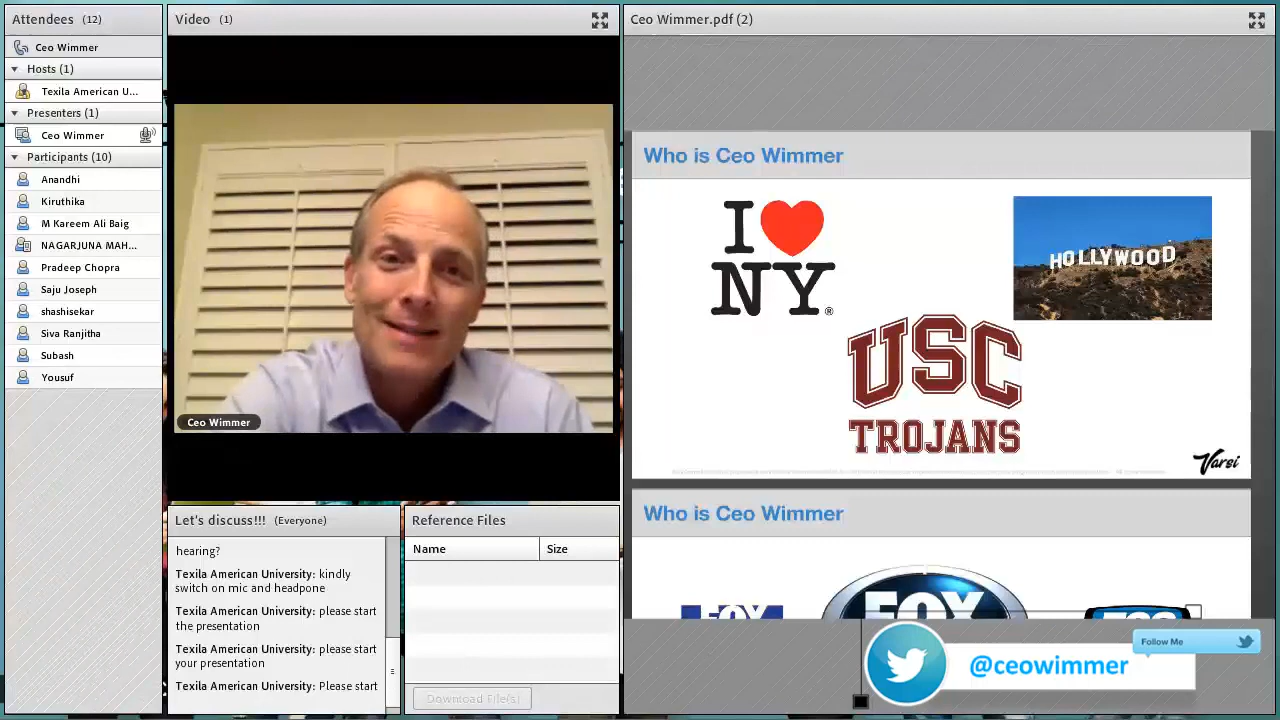 Attendees (12)
Ceo Wimmer
Hosts (1)
Texila American U...
Presenters (1)
Ceo Wimmer
Participants (10)
Anandhi
Kiruthika
M Kareem Ali Baig
NAGARJUNA MAH...
Pradeep Chopra
Saju Joseph
shashisekar
Siva Ranjitha
Subash
Yousuf
Video (1)
Ceo Wimmer
Let's discuss!!! (Everyone)
hearing?
Texila American University: kindly
switch on mic and headpone
Texila American University: please start
the presentation
Texila American University: please start
your presentation
Texila American University: Please start
Reference Files
Name Size
Download File(s)
Ceo Wimmer.pdf (2)
Who is Ceo Wimmer
I
NY®
HOLLYWOOD
USC
TROJANS
Varsi
Who is Ceo Wimmer
FOX
FOX
Follow Me
@ceowimmer